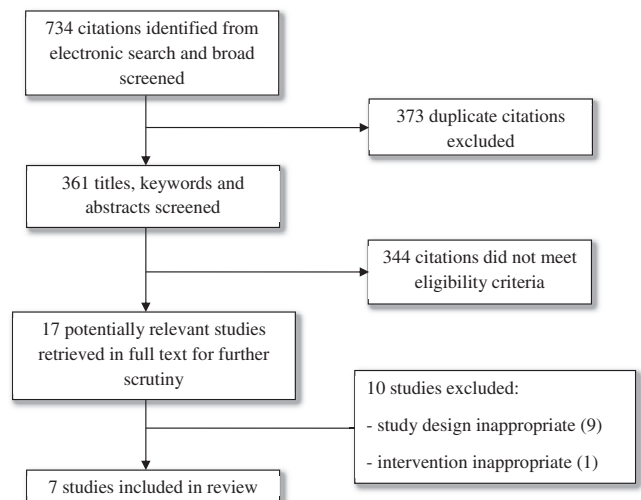 734 citations identified from
electronic search and broad
screened
373 duplicate citations
excluded
361 titles, keywords and
abstracts screened
344 citations did not meet
eligibility criteria
17 potentially relevant studies
retrieved in full text for further
scrutiny
10 studies excluded:
- study design inappropriate (9)
- intervention inappropriate (1)
7 studies included in review